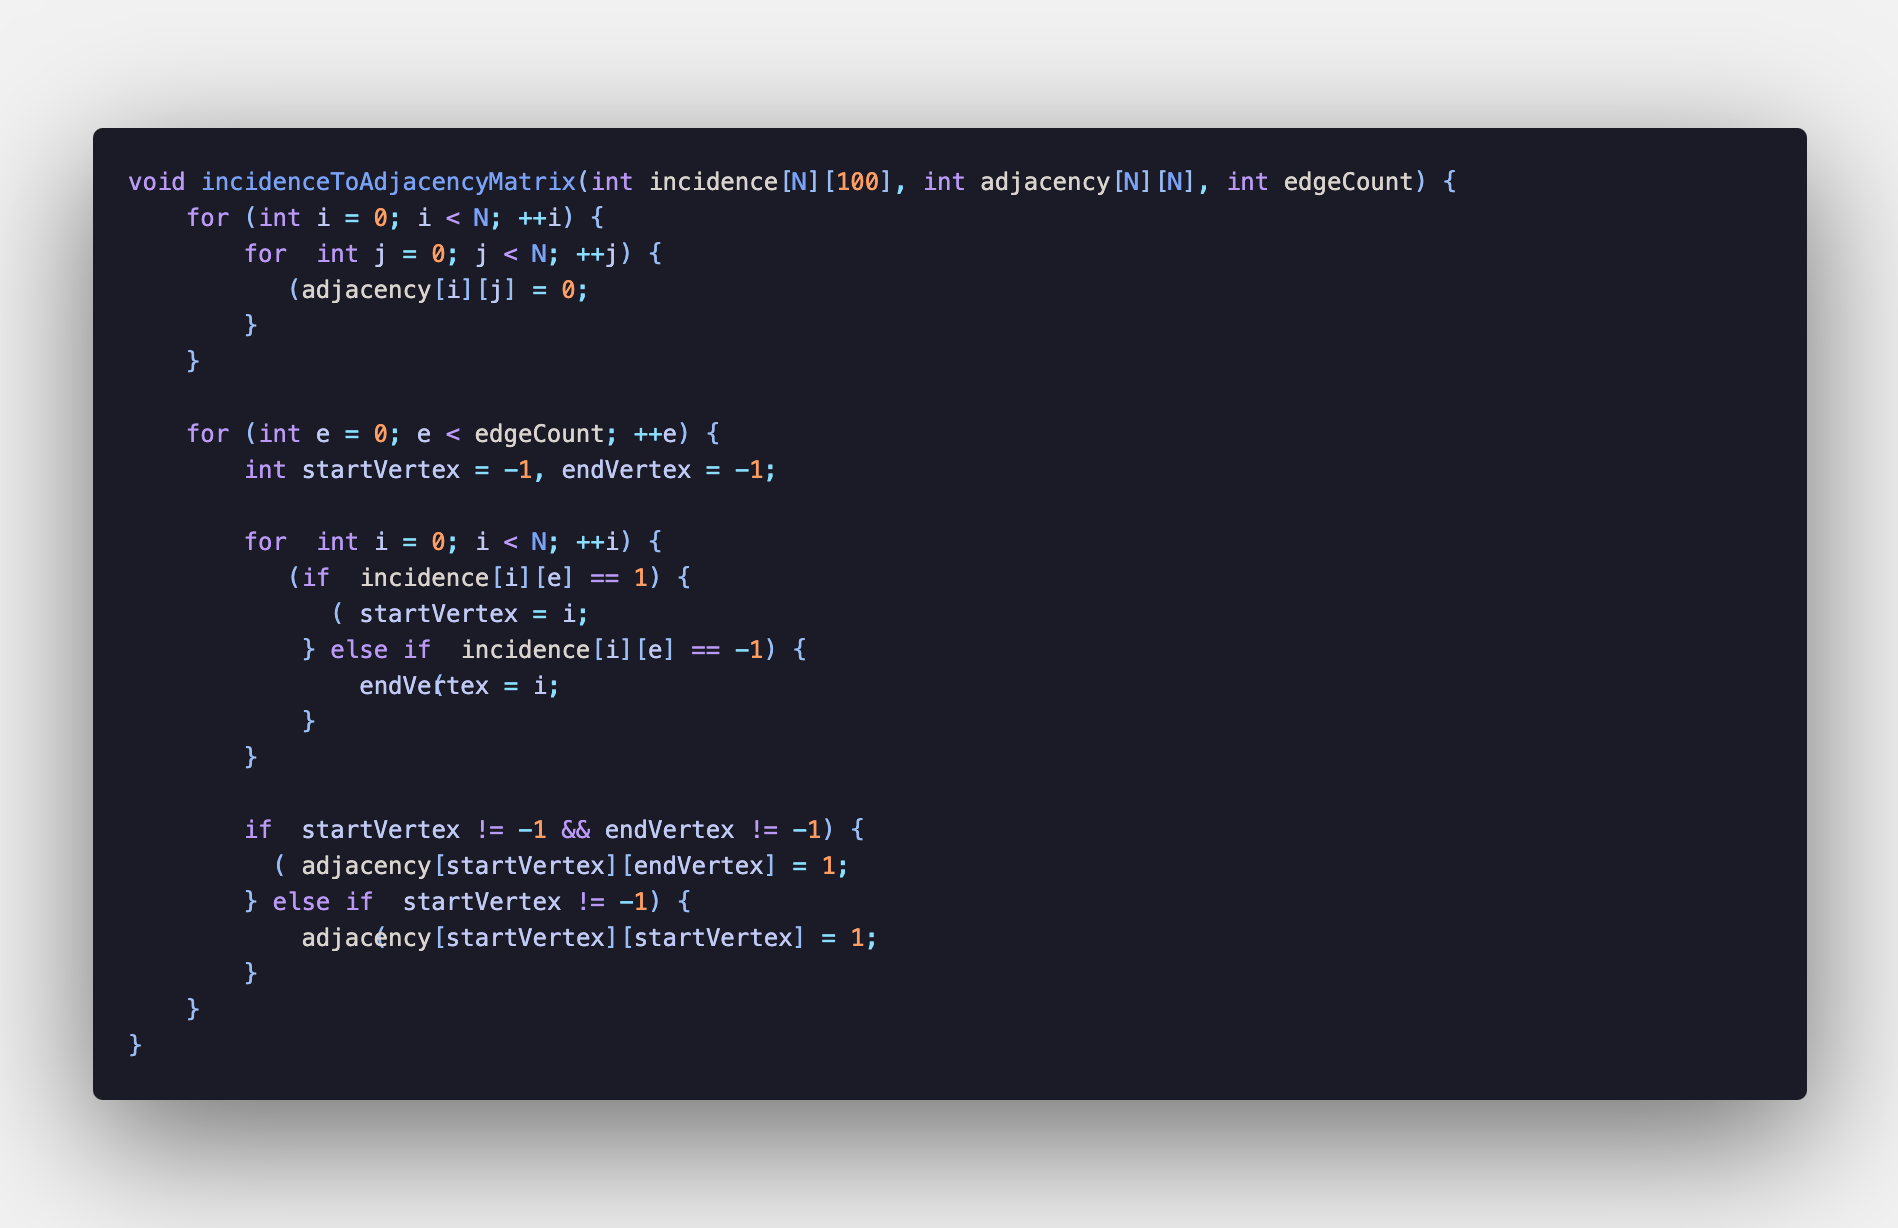 void incidenceToAdjacencyMatrix(int incidence[N][100], int adjacency[N][N], int edgeCount) {
    for (int i = 0; i < N; ++i) {
        for  int j = 0; j < N; ++j) {
           (adjacency[i][j] = 0;
        }
    }

    for (int e = 0; e < edgeCount; ++e) {
        int startVertex = -1, endVertex = -1;

        for  int i = 0; i < N; ++i) {
           (if  incidence[i][e] == 1) {
              ( startVertex = i;
            } else if  incidence[i][e] == -1) {
                endVe(rtex = i;
            }
        }

        if  startVertex != -1 && endVertex != -1) {
          ( adjacency[startVertex][endVertex] = 1;
        } else if  startVertex != -1) {
            adjac(ency[startVertex][startVertex] = 1;
        }
    }
}